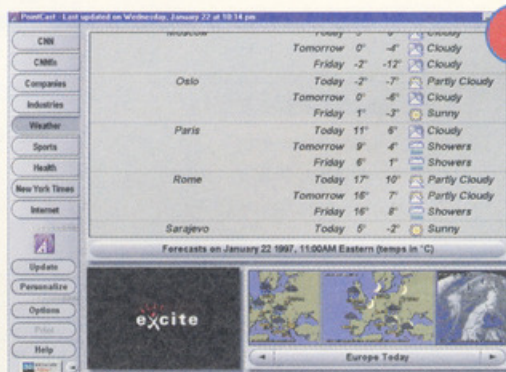 PointCast - Last updated on Wednesday, January 22 at 10:14 pm
CNN
CNNfn
Companies
Industries
Weather
Sports
Health
New York Times
Internet
Update
Personalize
Options
Print
Help
Moscow Today
Tomorrow 0° -4° Cloudy
Friday -2° -12° Cloudy
Oslo Today -2° -7° Partly Cloudy
Tomorrow 0° -6° Cloudy
Friday 1° -3° Sunny
Paris Today 11° 6° Cloudy
Tomorrow 9° 4° Showers
Friday 6° 1° Showers
Rome Today 17° 10° Partly Cloudy
Tomorrow 16° 7° Partly Cloudy
Friday 16° 8° Showers
Sarajevo Today 5° -2° Sunny
Forecasts on January 22 1997, 11:00AM Eastern (temps in °C)
excite
Europe Today